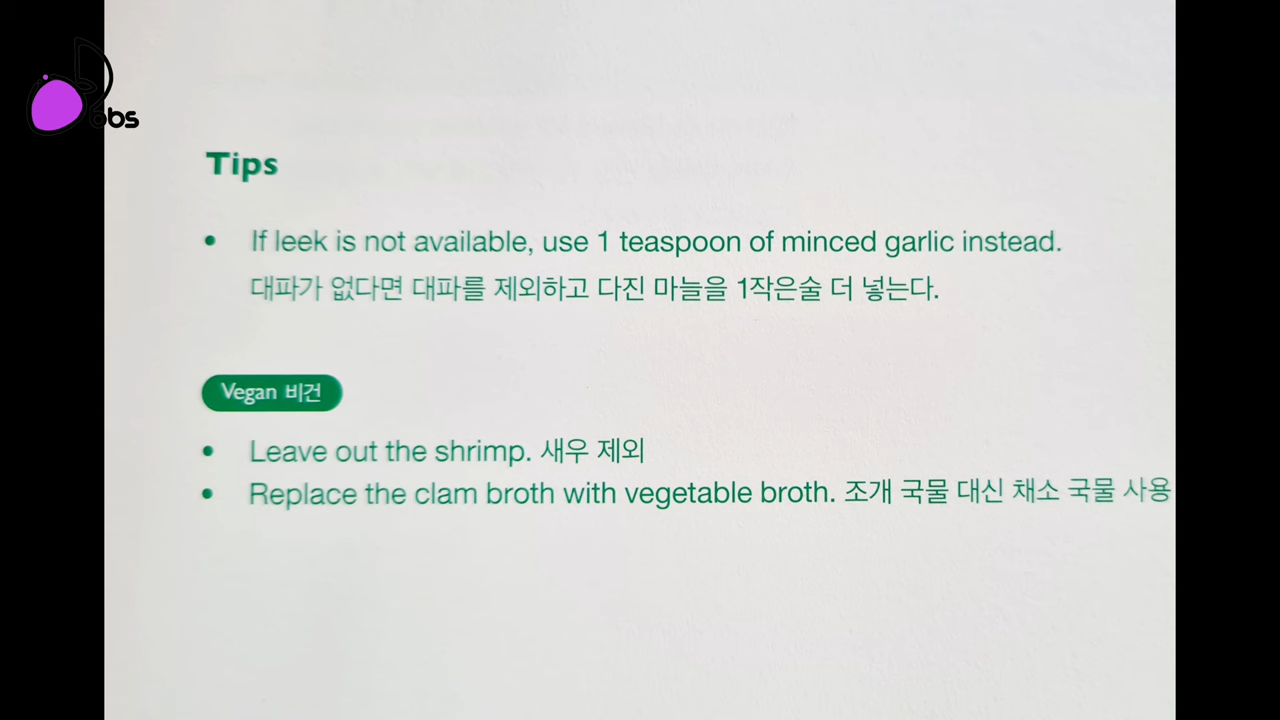 obs
Tips
• If leek is not available, use 1 teaspoon of minced garlic instead.
대파가 없다면 대파를 제외하고 다진 마늘을 1작은술 더 넣는다.
Vegan 비건
• Leave out the shrimp. 새우 제외
• Replace the clam broth with vegetable broth. 조개 국물 대신 채소 국물 사용